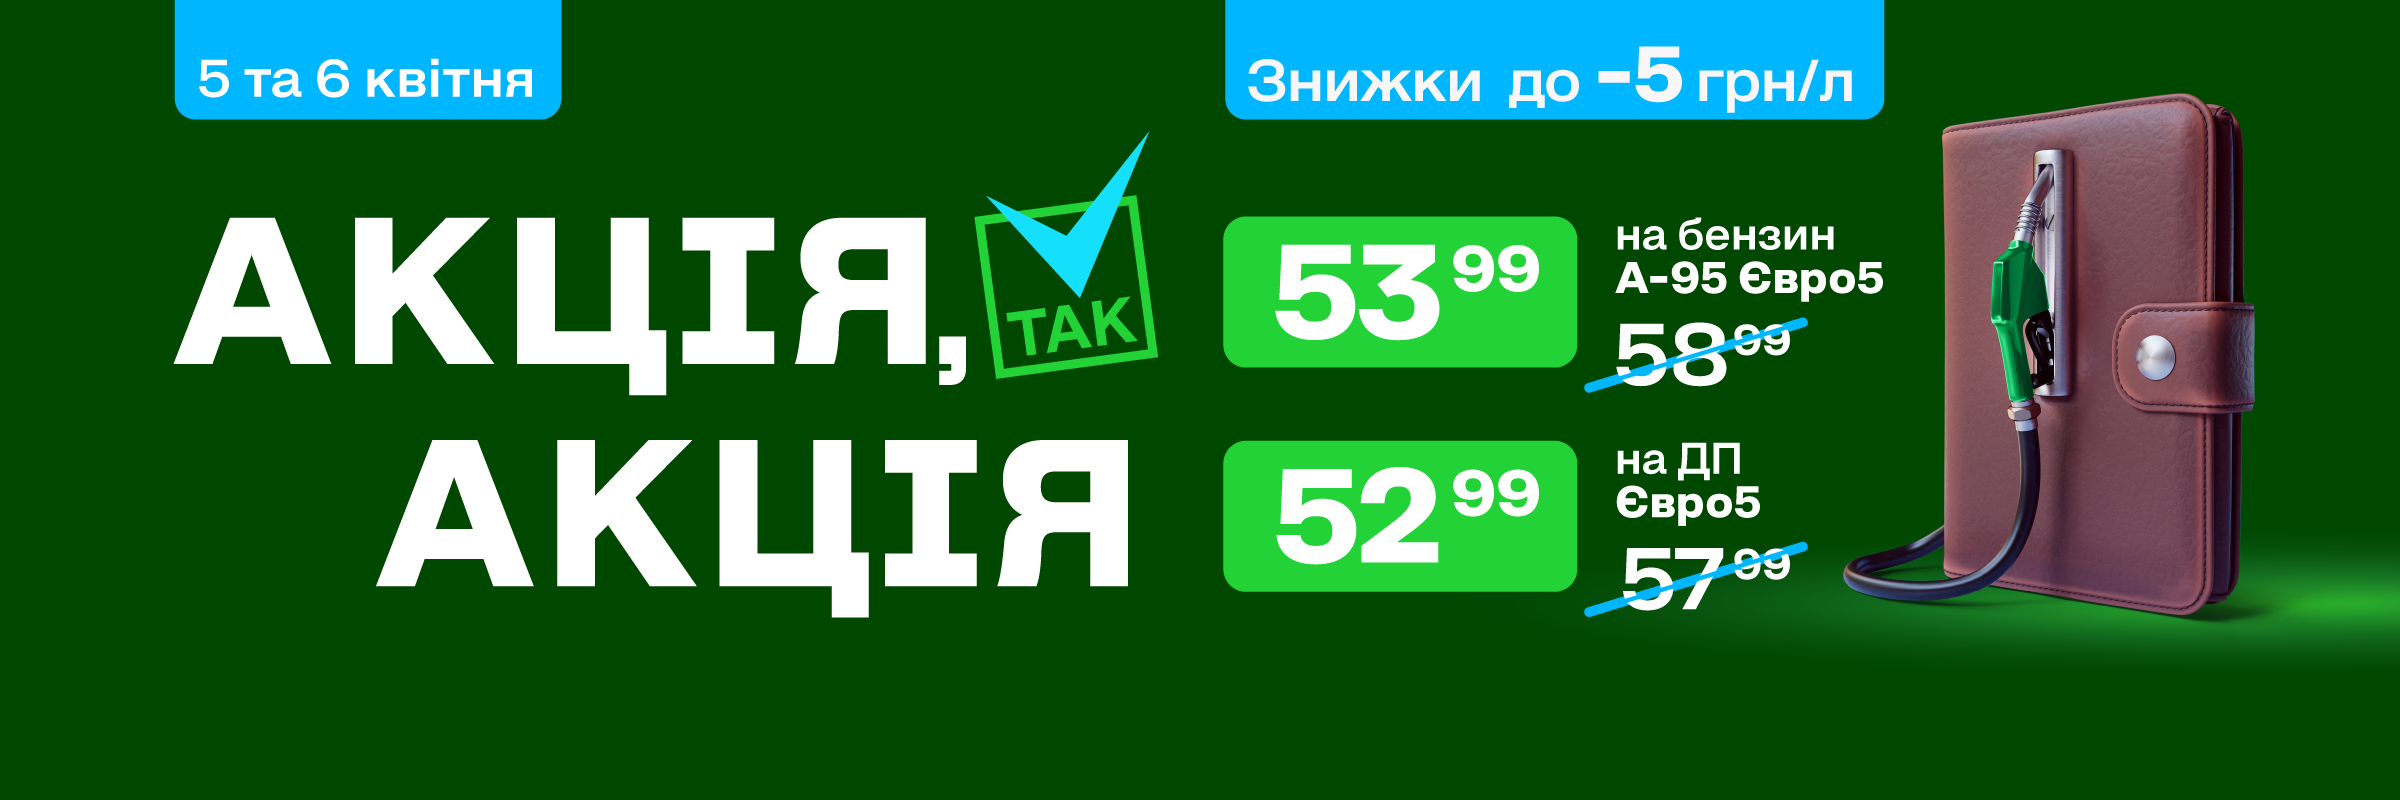 5 та 6 квітня
Знижки до -5 грн/л
АКЦІЯ,
ТАК
АКЦІЯ
53 99
на бензин
А-95 Євро5
58 99
52 99
на ДП
Євро5
57 99